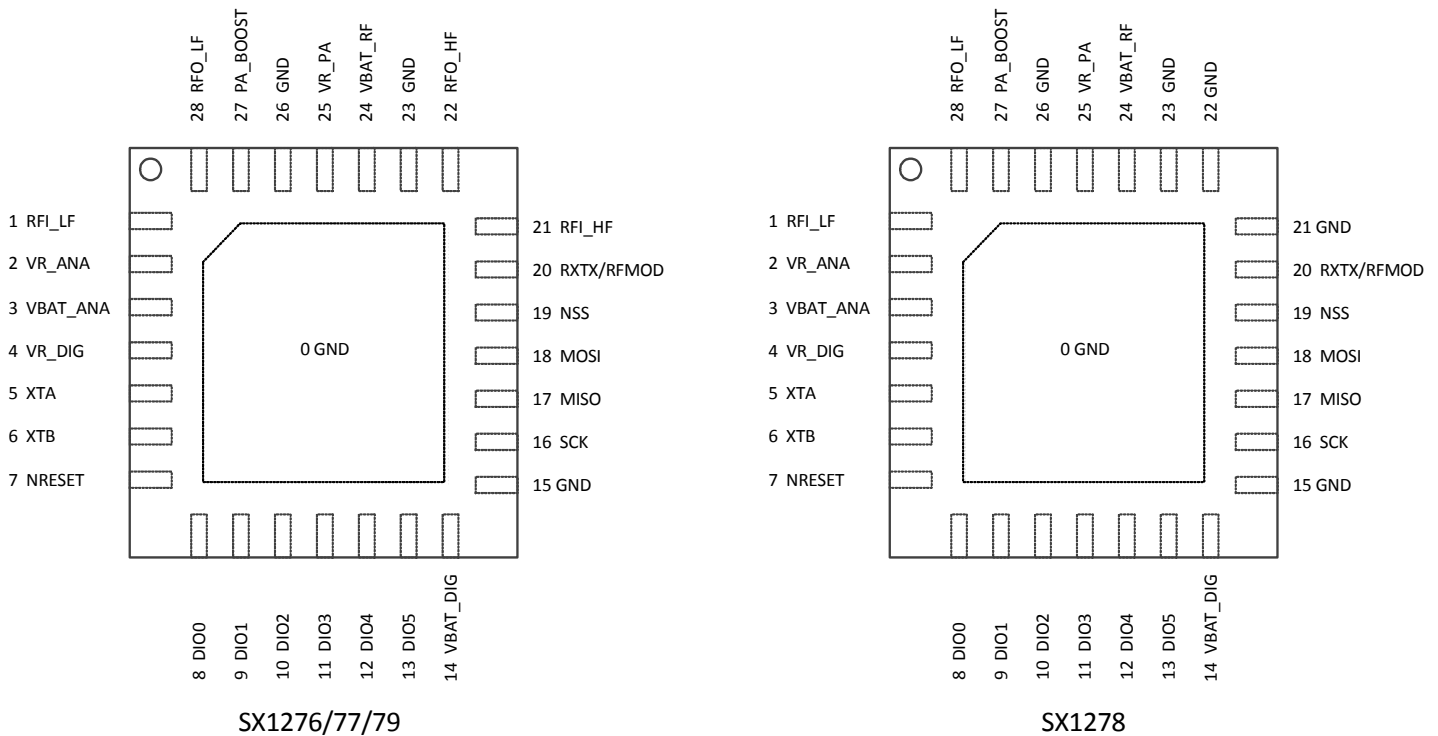 28 RFO_LF
27 PA_BOOST
26 GND
25 VR_PA
24 VBAT_RF
23 GND
22 RFO_HF
1 RFI_LF
2 VR_ANA
3 VBAT_ANA
4 VR_DIG
5 XTA
6 XTB
7 NRESET
0 GND
21 RFI_HF
20 RXTX/RFMOD
19 NSS
18 MOSI
17 MISO
16 SCK
15 GND
8 DIO0
9 DIO1
10 DIO2
11 DIO3
12 DIO4
13 DIO5
14 VBAT_DIG
SX1276/77/79
28 RFO_LF
27 PA_BOOST
26 GND
25 VR_PA
24 VBAT_RF
23 GND
22 GND
1 RFI_LF
2 VR_ANA
3 VBAT_ANA
4 VR_DIG
5 XTA
6 XTB
7 NRESET
0 GND
21 GND
20 RXTX/RFMOD
19 NSS
18 MOSI
17 MISO
16 SCK
15 GND
8 DIO0
9 DIO1
10 DIO2
11 DIO3
12 DIO4
13 DIO5
14 VBAT_DIG
SX1278